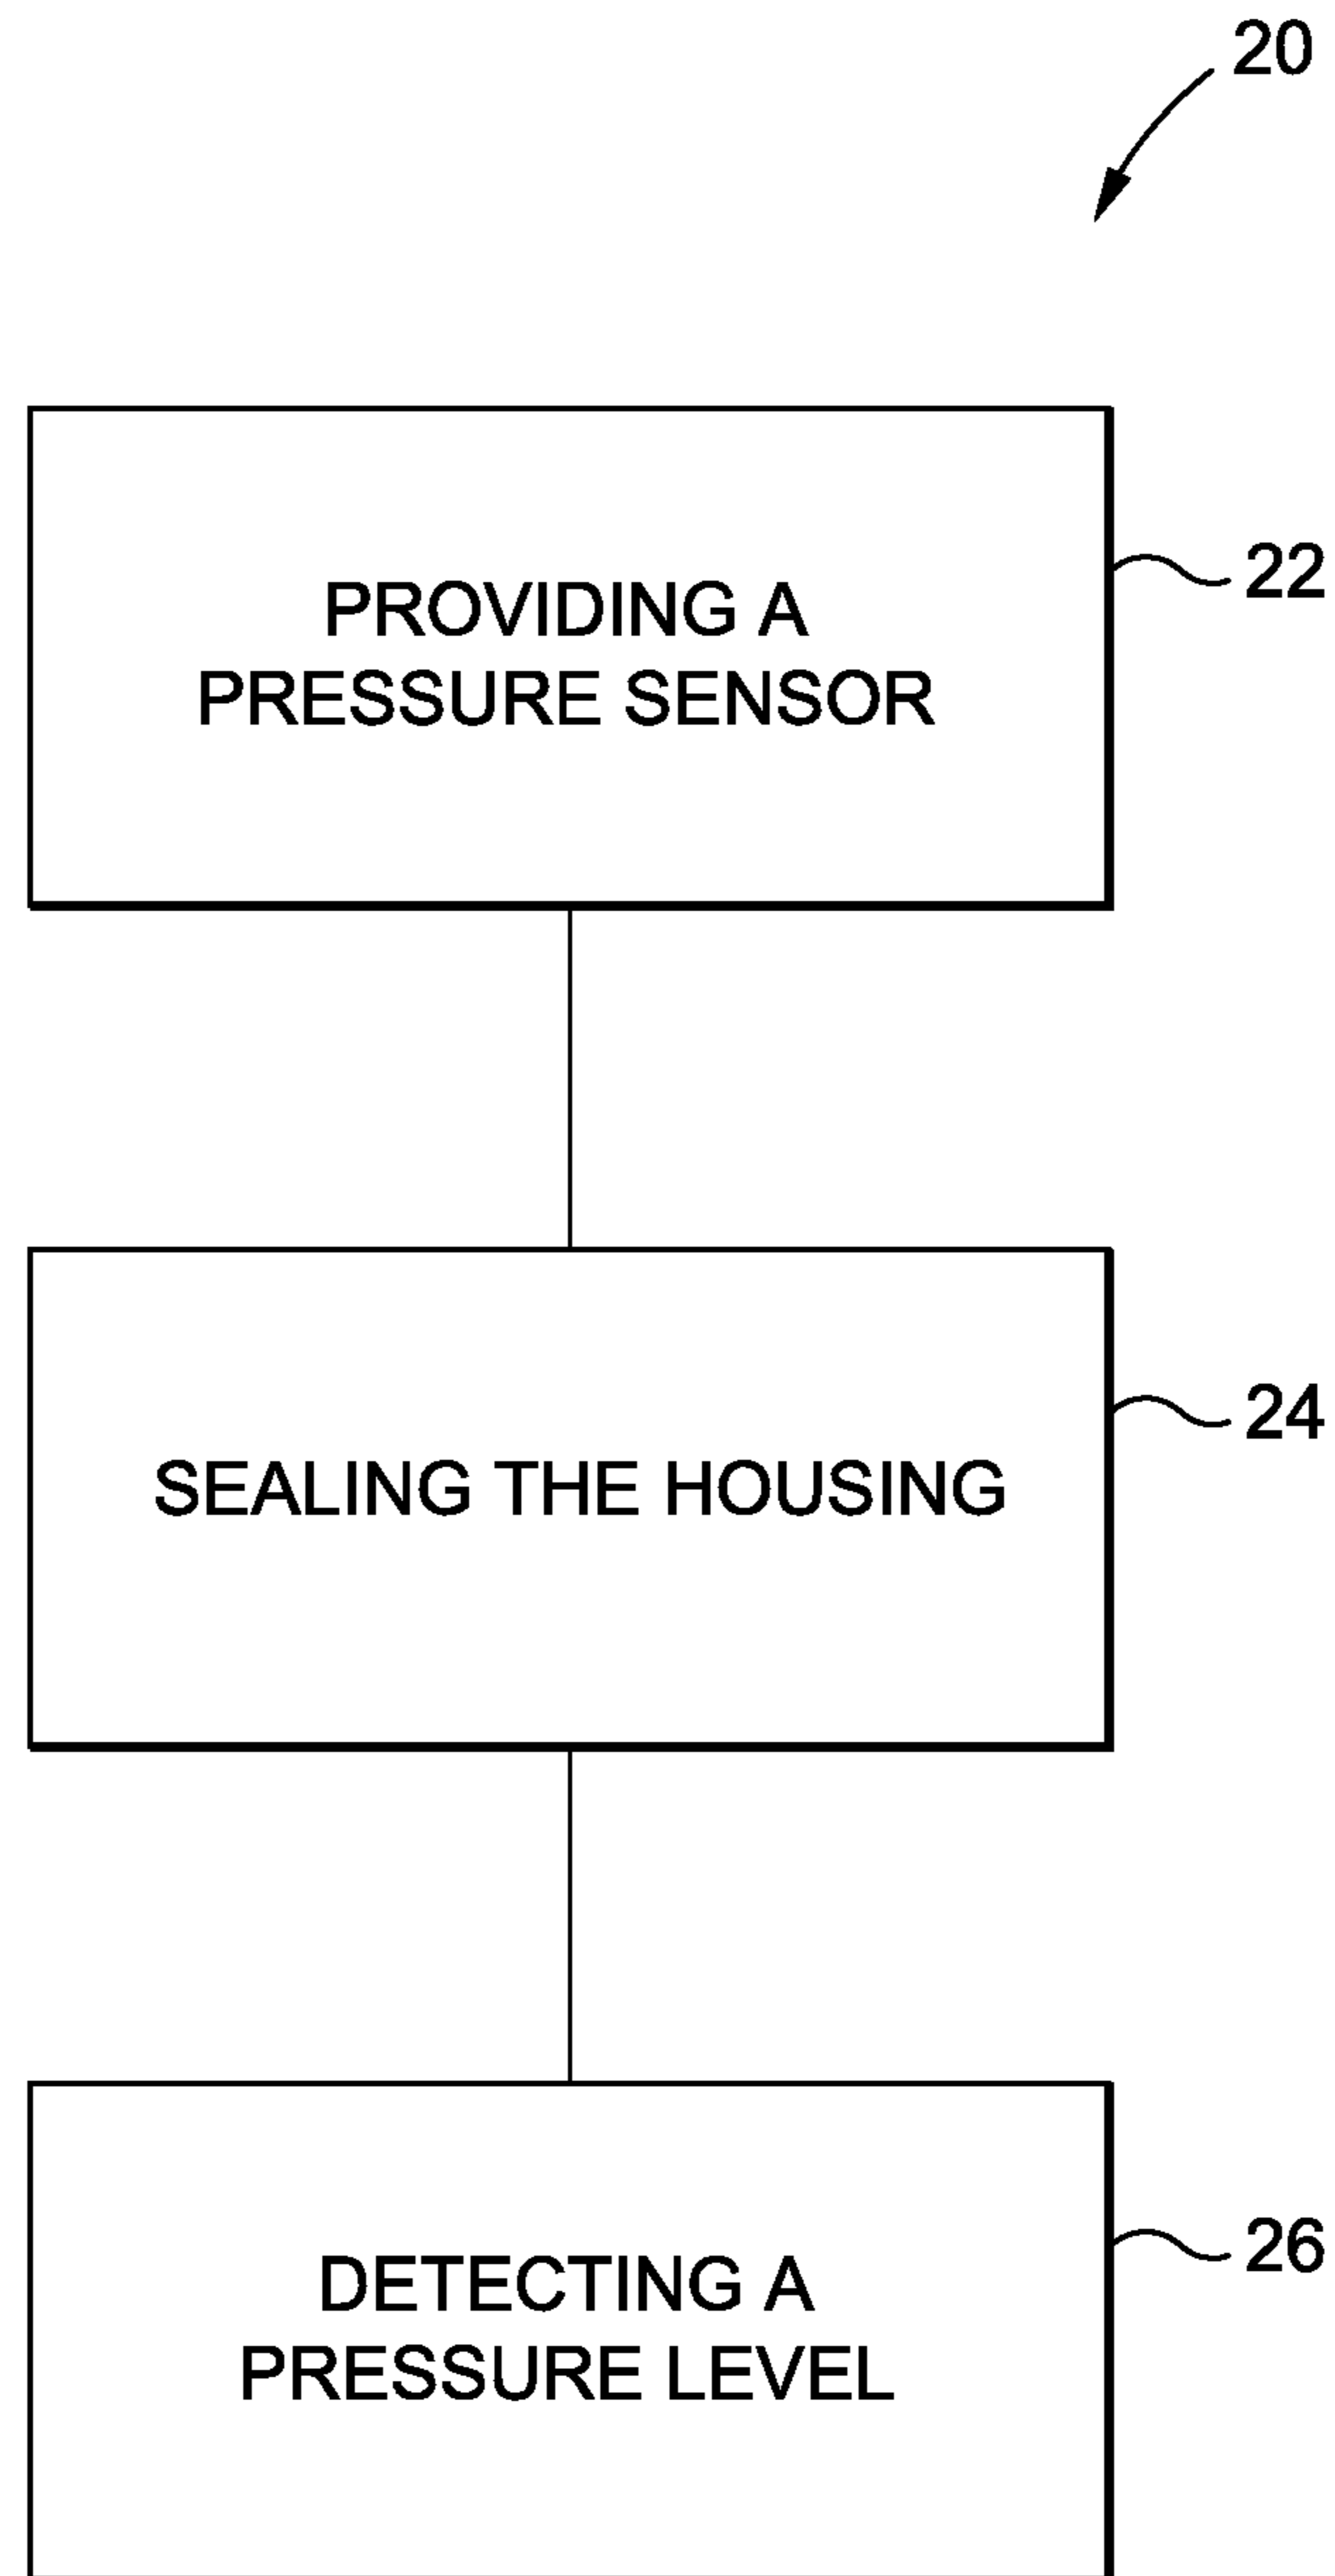 20
PROVIDING A
PRESSURE SENSOR
22
SEALING THE HOUSING
24
DETECTING A
PRESSURE LEVEL
26